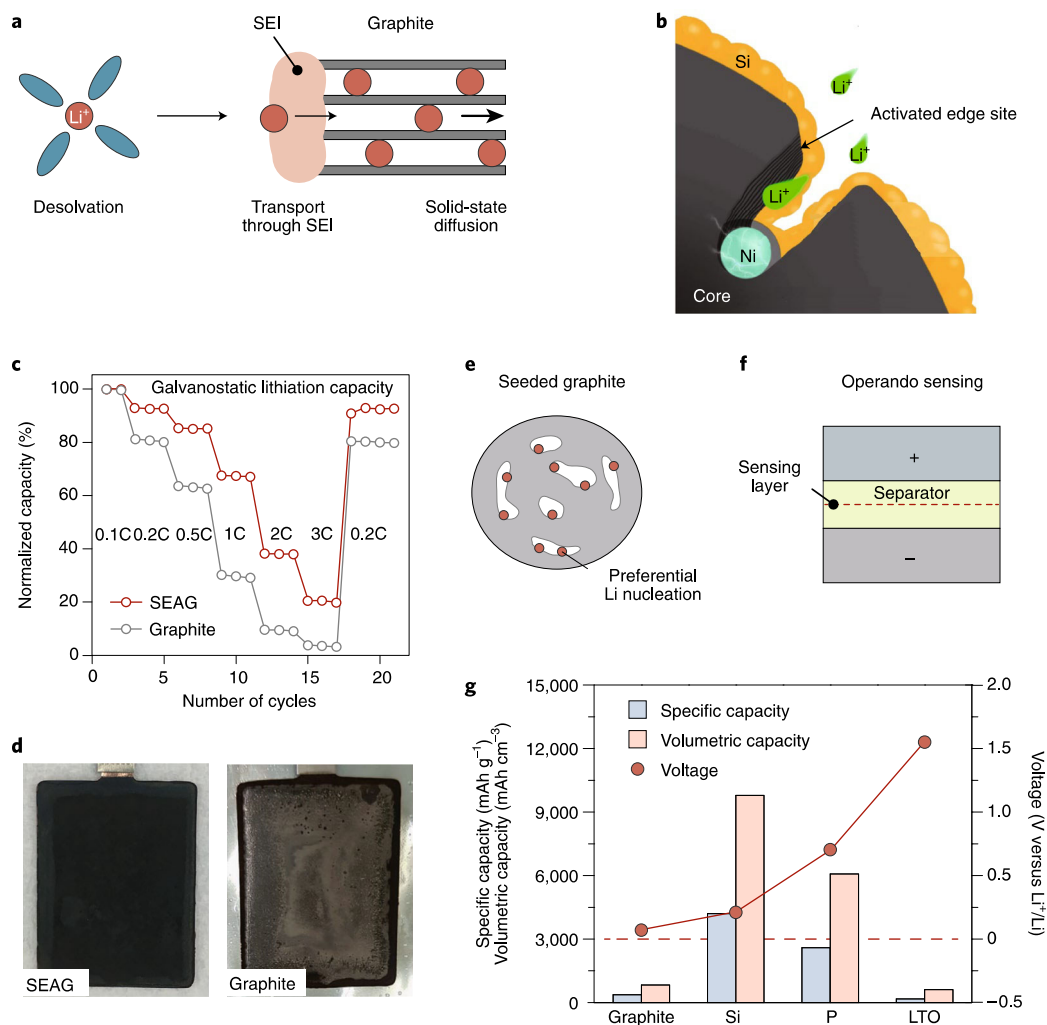 a
SEI
Graphite
Li⁺
Desolvation
Transport
through SEI
Solid-state
diffusion
b
Si
Li⁺
Activated edge site
Li⁺
Li⁺
Ni
Core
c
Galvanostatic lithiation capacity
Normalized capacity (%)
100
80
60
40
20
0
0.1C 0.2C 0.5C 1C 2C 3C 0.2C
SEAG
Graphite
0 5 10 15 20
Number of cycles
d
SEAG
Graphite
e
Seeded graphite
Preferential
Li nucleation
f
Operando sensing
+
Sensing
layer
Separator
–
g
Specific capacity (mAh g⁻¹)
Volumetric capacity (mAh cm⁻³)
15,000
12,000
9,000
6,000
3,000
0
Specific capacity
Volumetric capacity
Voltage
2.0
1.5
1.0
0.5
0
–0.5
Voltage (V versus Li⁺/Li)
Graphite Si P LTO